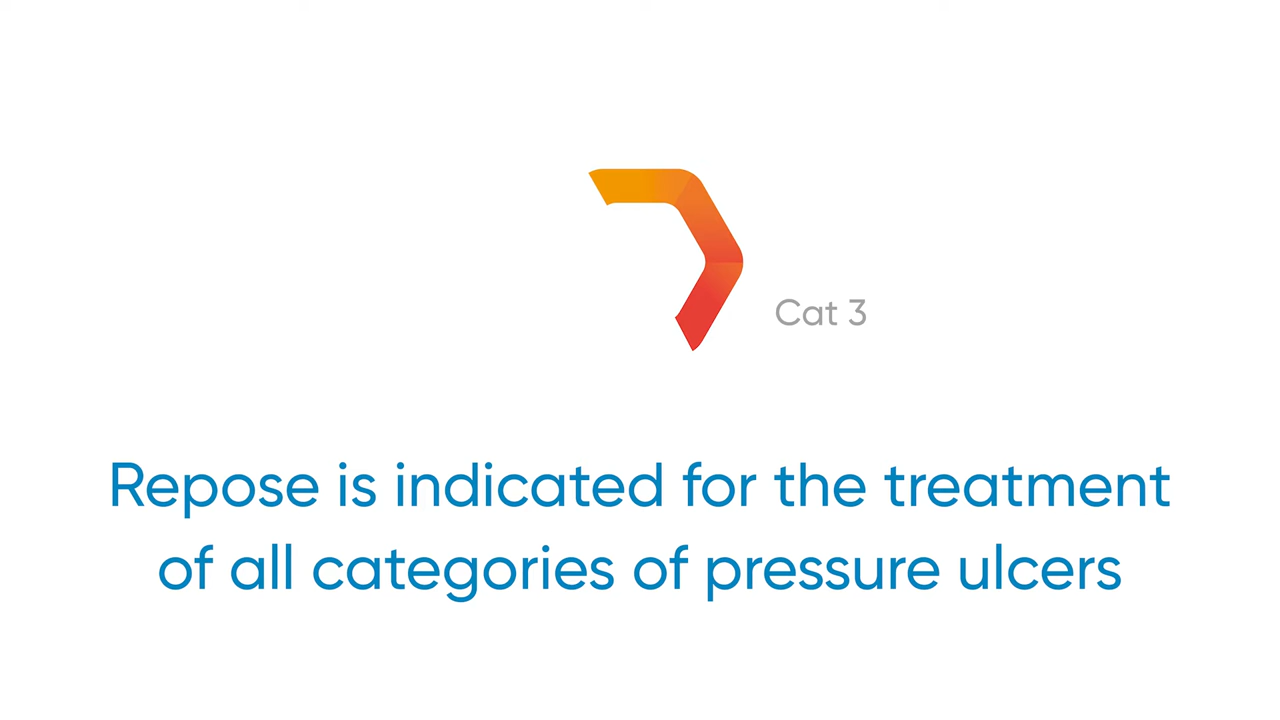 Cat 3
Repose is indicated for the treatment
of all categories of pressure ulcers